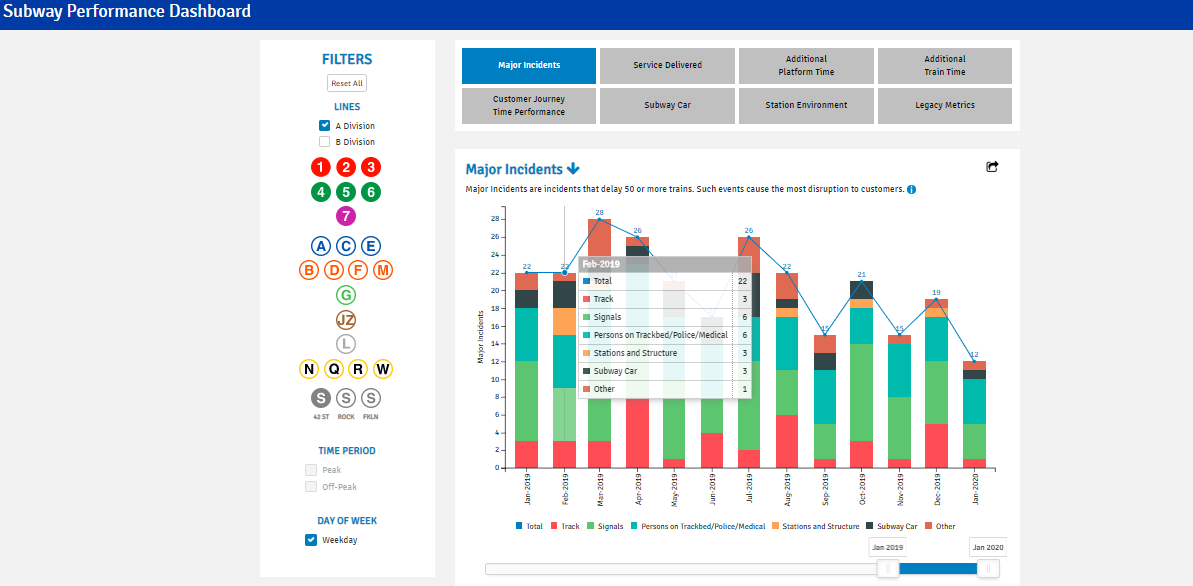 Subway Performance Dashboard
FILTERS
Reset All
LINES
A Division
B Division
1 2 3
4 5 6
7
A C E
B D F M
G
JZ
L
N Q R W
S S S
42 ST ROCK FKLN
TIME PERIOD
Peak
Off-Peak
DAY OF WEEK
Weekday
Major Incidents
Service Delivered
Additional
Platform Time
Additional
Train Time
Customer Journey
Time Performance
Subway Car
Station Environment
Legacy Metrics
Major Incidents
Major Incidents are incidents that delay 50 or more trains. Such events cause the most disruption to customers.
Major Incidents
28
26
24
22
20
18
16
14
12
10
8
6
4
2
0
22 22 28 26 26 22 15 21 15 19 12
Feb-2019
Total 22
Track 3
Signals 6
Persons on Trackbed/Police/Medical 6
Stations and Structure 3
Subway Car 3
Other 1
Jan-2019 Feb-2019 Mar-2019 Apr-2019 May-2019 Jun-2019 Jul-2019 Aug-2019 Sep-2019 Oct-2019 Nov-2019 Dec-2019 Jan-2020
Total Track Signals Persons on Trackbed/Police/Medical Stations and Structure Subway Car Other
Jan 2019 Jan 2020